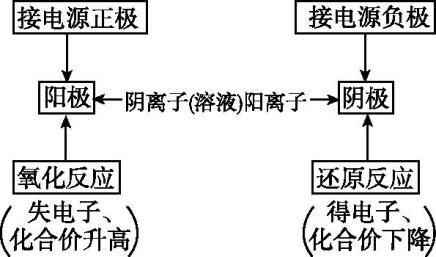 接电源正极 接电源负极
阳极 阴离子(溶液)阳离子 阴极
氧化反应 还原反应
(失电子、 (得电子、
化合价升高) 化合价下降)